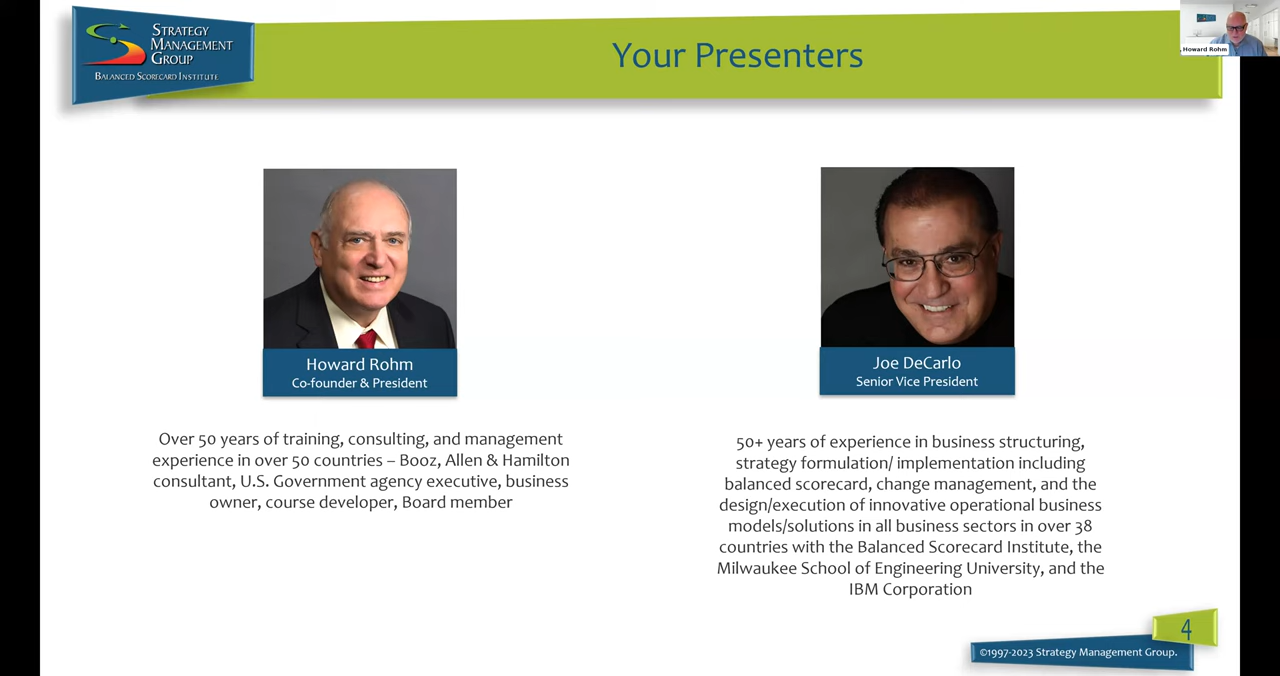 STRATEGY
MANAGEMENT
GROUP
BALANCED SCORECARD INSTITUTE
Your Presenters
Howard Rohm
Howard Rohm
Co-founder & President
Over 50 years of training, consulting, and management
experience in over 50 countries – Booz, Allen & Hamilton
consultant, U.S. Government agency executive, business
owner, course developer, Board member
Joe DeCarlo
Senior Vice President
50+ years of experience in business structuring,
strategy formulation/ implementation including
balanced scorecard, change management, and the
design/execution of innovative operational business
models/solutions in all business sectors in over 38
countries with the Balanced Scorecard Institute, the
Milwaukee School of Engineering University, and the
IBM Corporation
4
©1997-2023 Strategy Management Group.